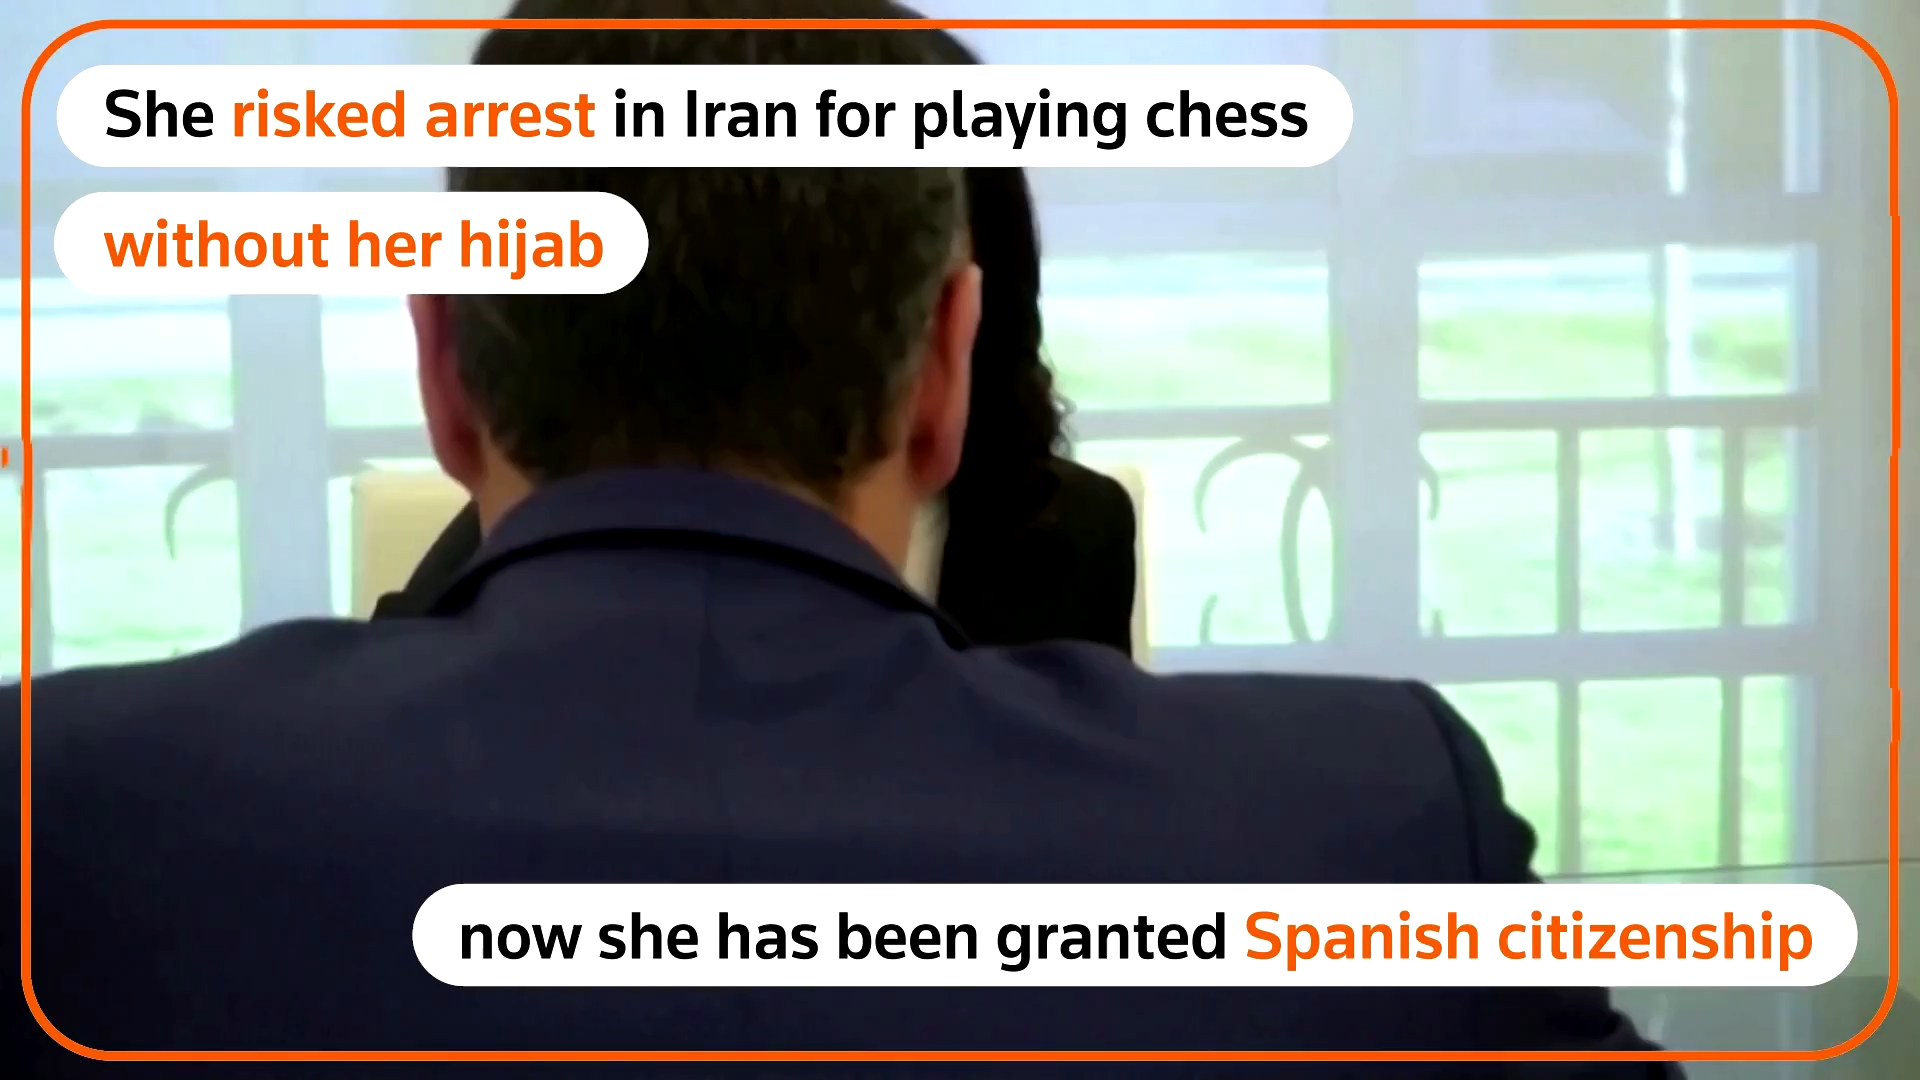 She risked arrest in Iran for playing chess
without her hijab
now she has been granted Spanish citizenship